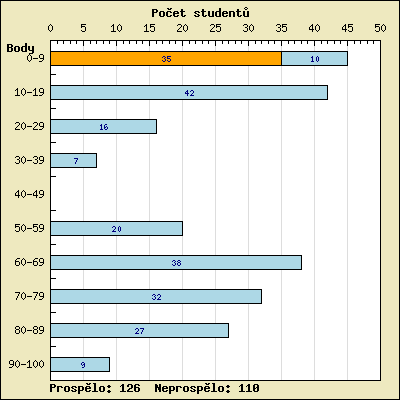 Počet studentů
0 5 10 15 20 25 30 35 40 45 50
Body
0-9 35 10
10-19 42
20-29 16
30-39 7
40-49
50-59 20
60-69 38
70-79 32
80-89 27
90-100 9
Prospělo: 126 Neprospělo: 110